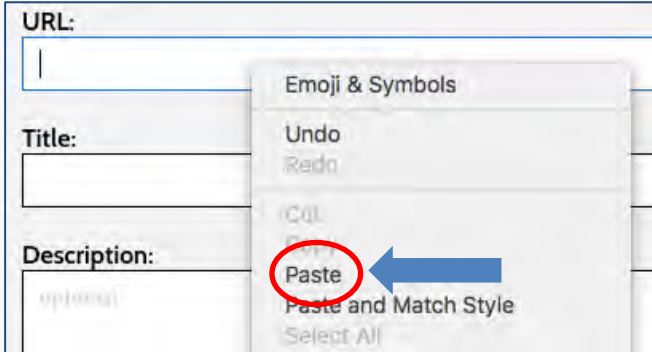 URL:
Emoji & Symbols
Title:
Undo
Redo
Cut
Copy
Description:
Paste
optional
Paste and Match Style
Select All